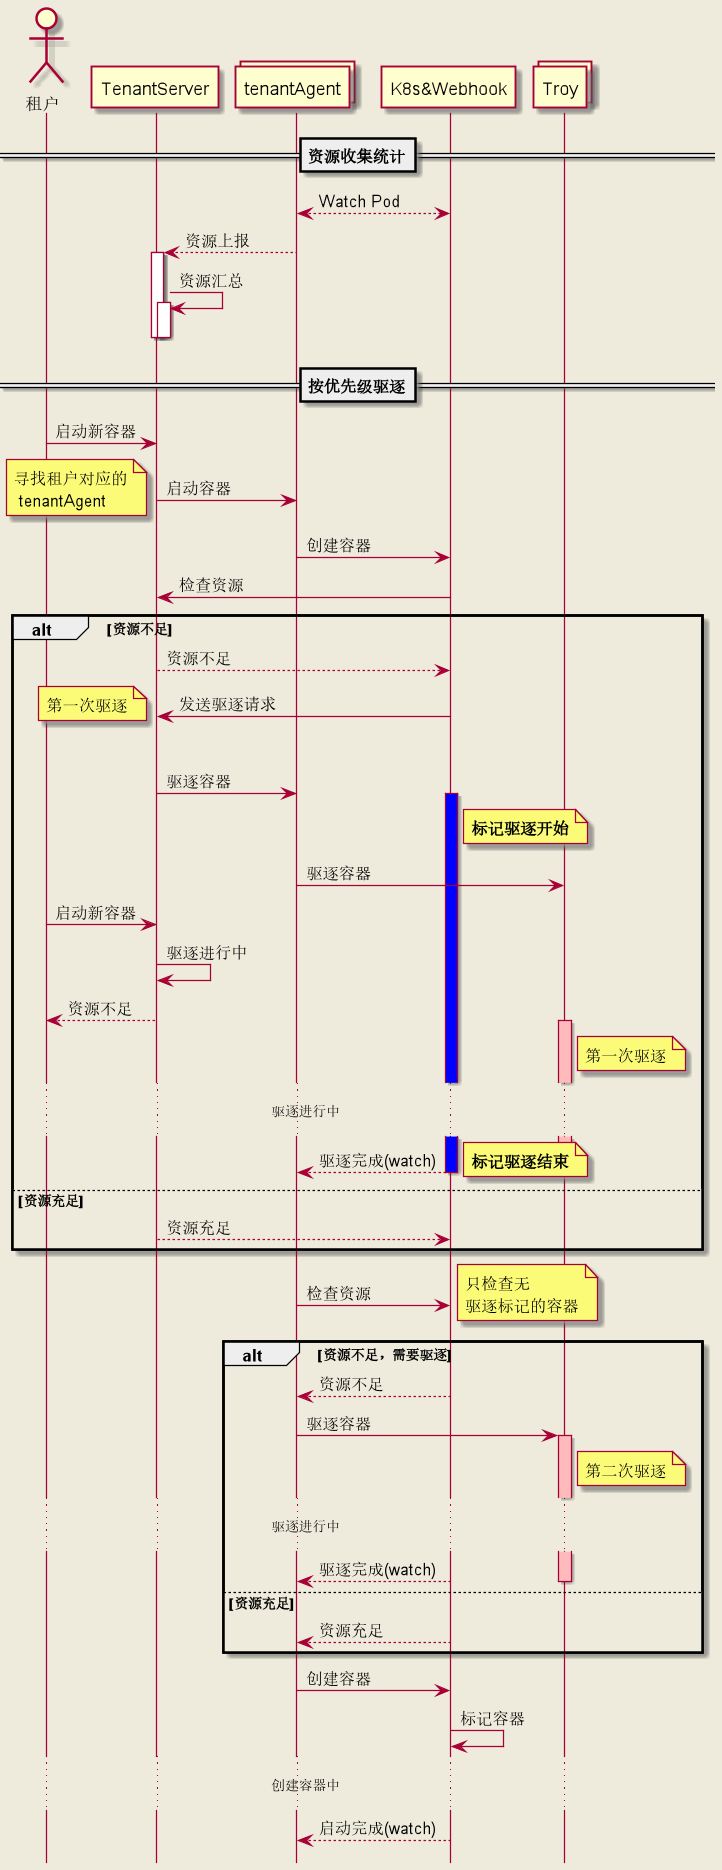 租户
TenantServer
tenantAgent
K8s&Webhook
Troy
资源收集统计
Watch Pod
资源上报
资源汇总
按优先级驱逐
启动新容器
寻找租户对应的
tenantAgent
启动容器
创建容器
检查资源
alt
[资源不足]
资源不足
第一次驱逐
发送驱逐请求
驱逐容器
标记驱逐开始
驱逐容器
启动新容器
驱逐进行中
资源不足
第一次驱逐
驱逐进行中
驱逐完成(watch)
标记驱逐结束
[资源充足]
资源充足
检查资源
只检查无
驱逐标记的容器
alt
[资源不足，需要驱逐]
资源不足
驱逐容器
第二次驱逐
驱逐进行中
驱逐完成(watch)
[资源充足]
资源充足
创建容器
标记容器
创建容器中
启动完成(watch)